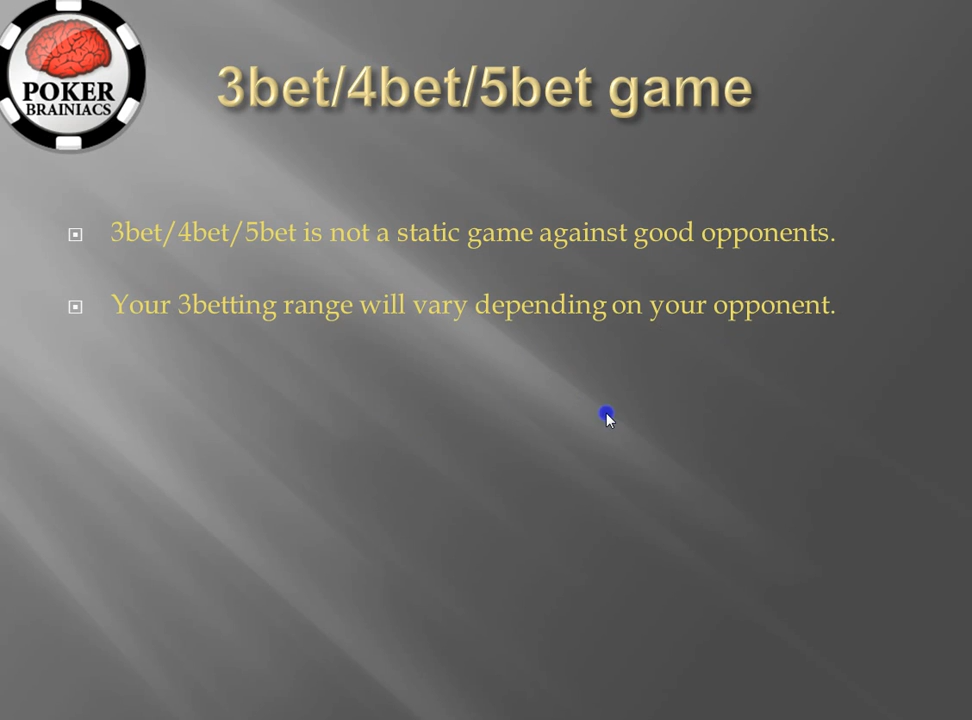 POKER
BRAINIACS
3bet/4bet/5bet game
3bet/4bet/5bet is not a static game against good opponents.
Your 3betting range will vary depending on your opponent.